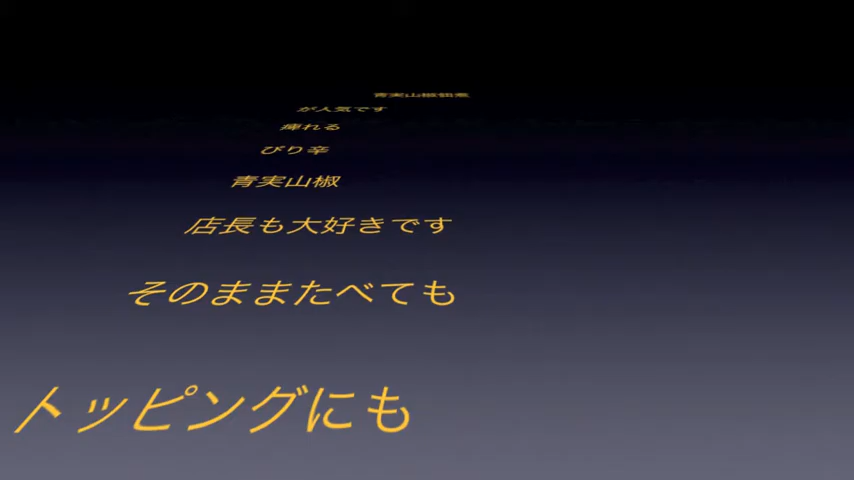 青実山椒佃煮
が人気です
痺れる
ぴり辛
青実山椒
店長も大好きです
そのままたべても
トッピングにも